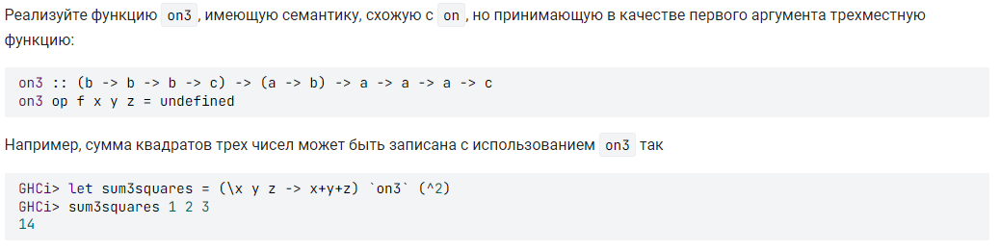 Реализуйте функцию on3, имеющую семантику, схожую с on, но принимающую в качестве первого аргумента трехместную
функцию:
on3 :: (b -> b -> b -> c) -> (a -> b) -> a -> a -> a -> c
on3 op f x y z = undefined
Например, сумма квадратов трех чисел может быть записана с использованием on3 так
GHCi> let sum3squares = (\x y z -> x+y+z) `on3` (^2)
GHCi> sum3squares 1 2 3
14